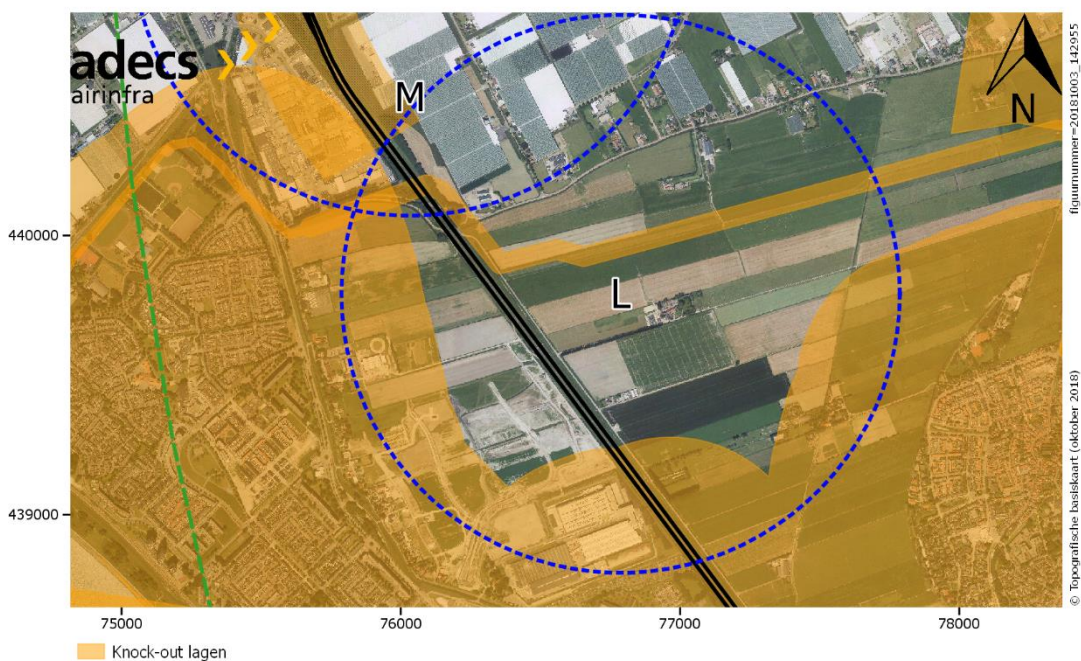 adecs
airinfra
M
N
L
440000
439000
75000
76000
77000
78000
Knock-out lagen
figuurnummer=20181003_142955
© Topografische basiskaart (oktober 2018)